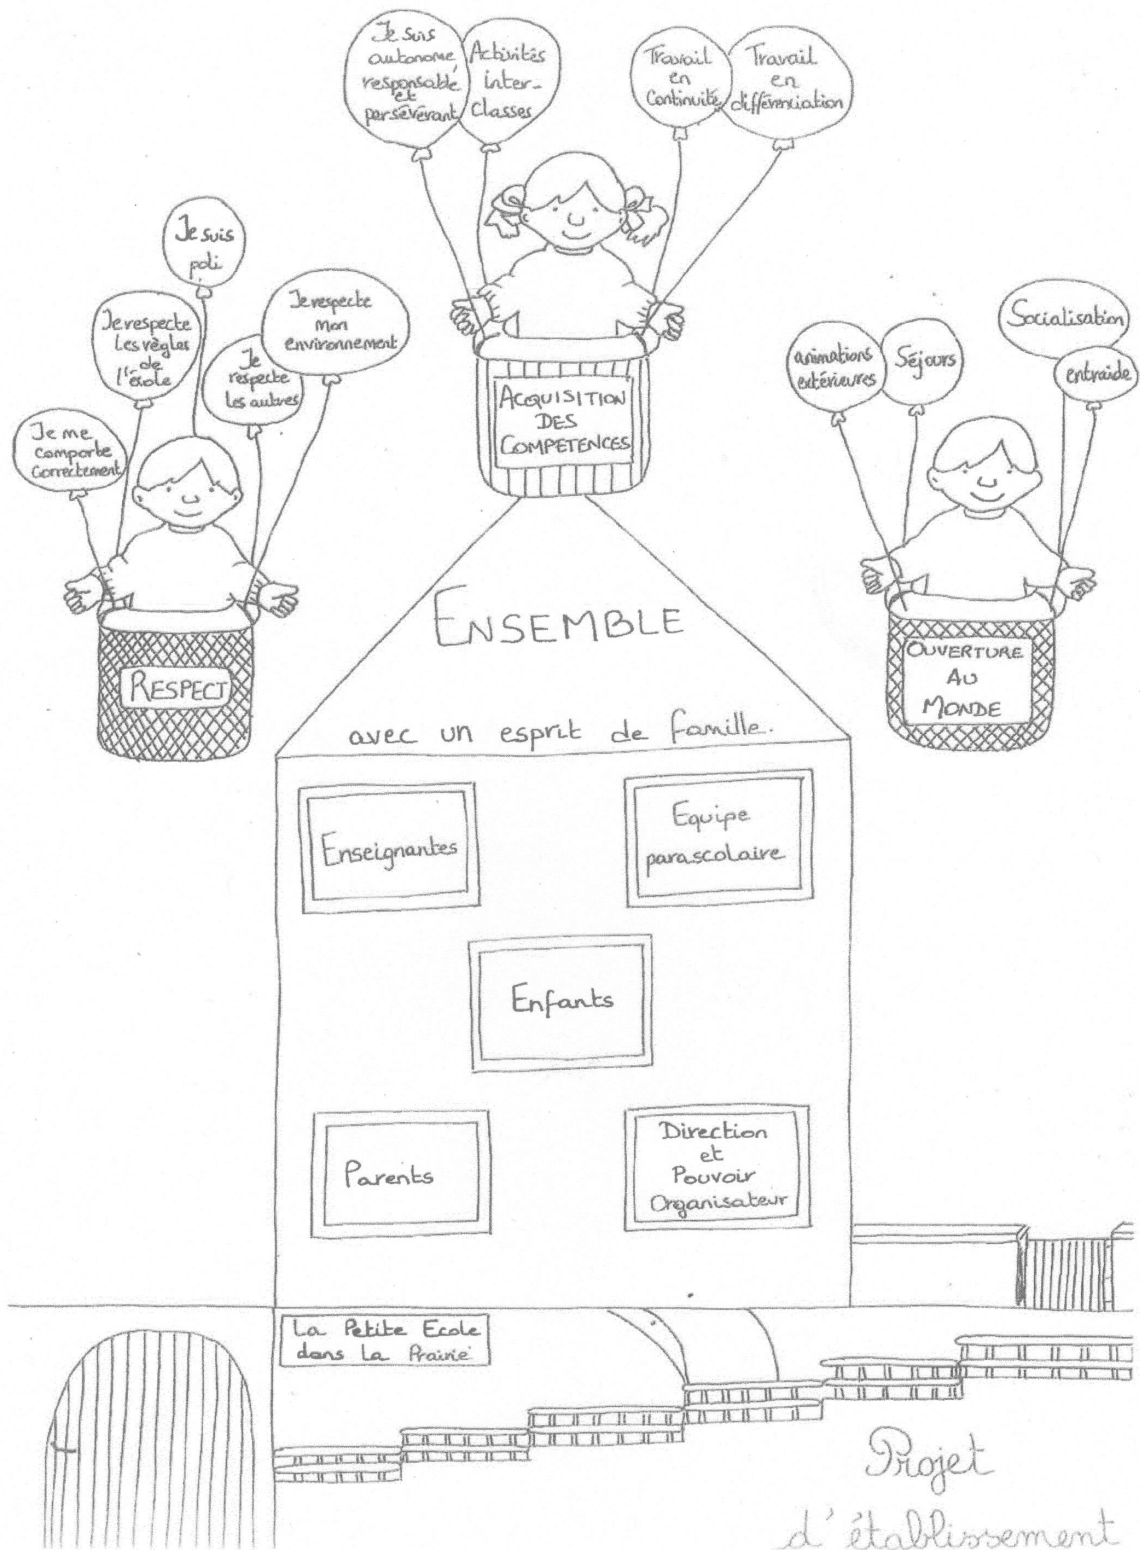 Je suis
autonome,
responsable
et
persévérant
Activités
inter-
classes
Travail
en
continuité
Travail
en
différenciation
Je suis
poli
Je respecte
les règles
de
l'école
Je respecte
mon
environnement
Je
respecte
les autres
Je me
comporte
correctement
RESPECT
ACQUISITION
DES
COMPETENCES
animations
extérieures
Séjours
Socialisation
entraide
OUVERTURE
AU
MONDE
ENSEMBLE
avec un esprit de famille.
Enseignantes
Equipe
parascolaire
Enfants
Parents
Direction
et
Pouvoir
Organisateur
La Petite Ecole
dans La Prairie
Projet
d'établissement